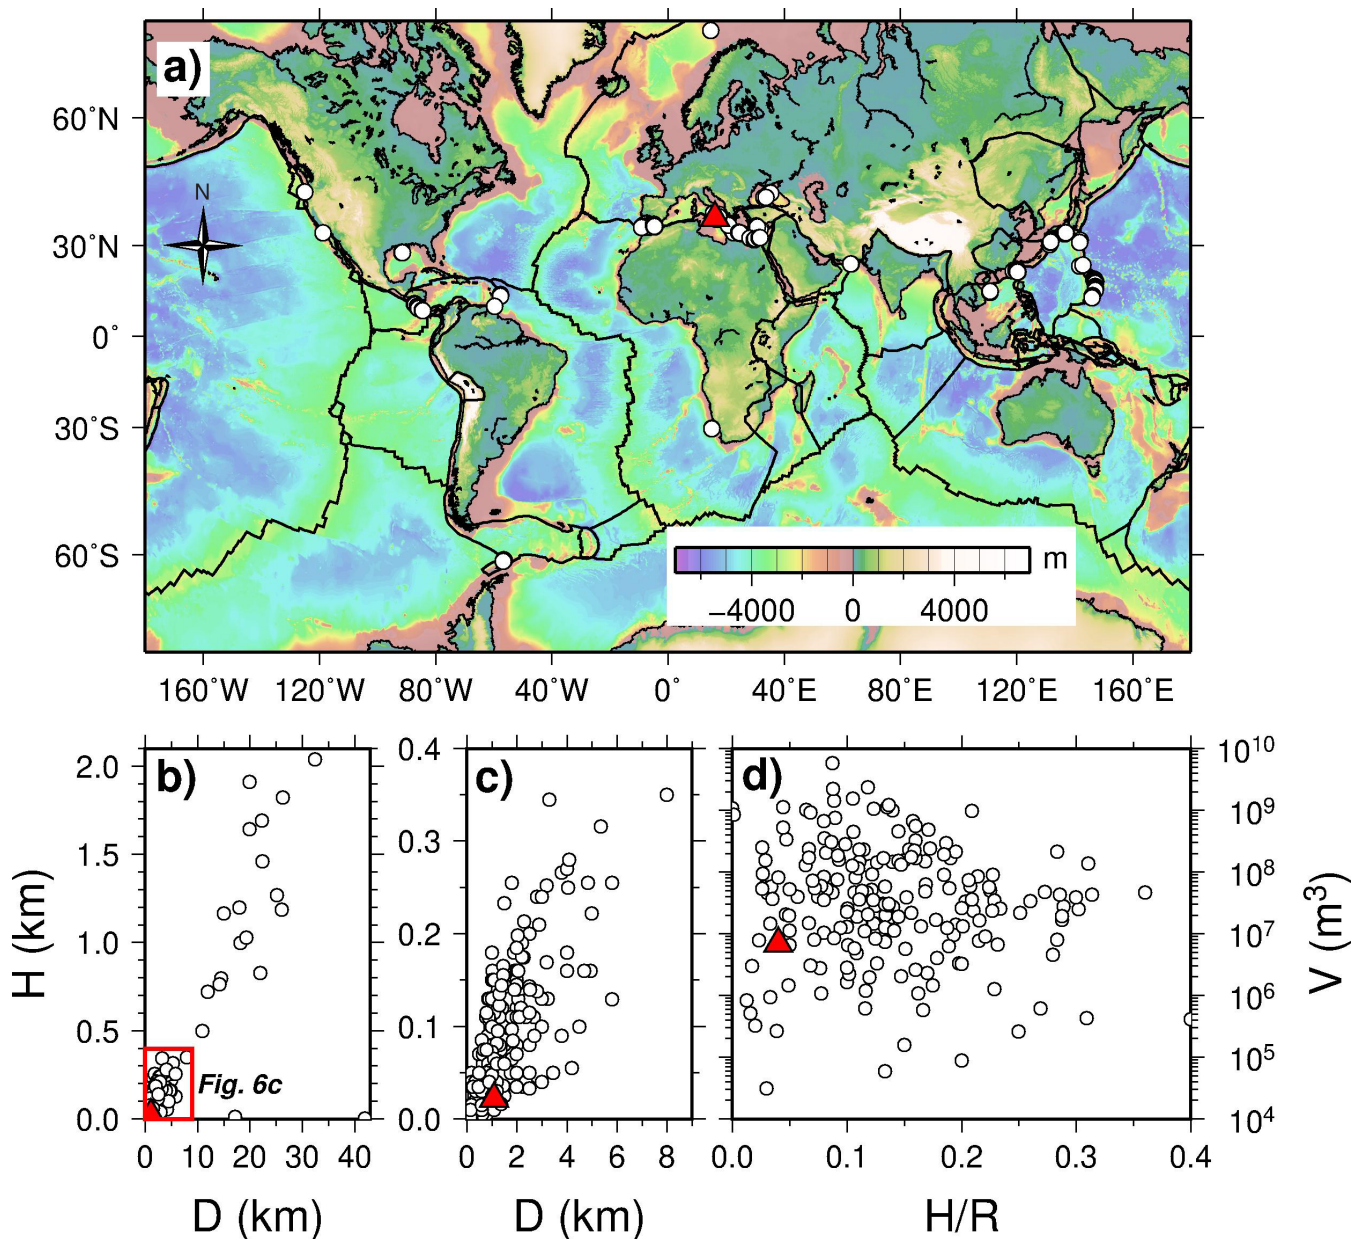 a)
N
60°N
30°N
0°
30°S
60°S
m
−4000 0 4000
160°W 120°W 80°W 40°W 0° 40°E 80°E 120°E 160°E
b)
H (km)
2.0
1.5
1.0
0.5
0.0
Fig. 6c
0 10 20 30 40
D (km)
c)
0.4
0.3
0.2
0.1
0.0
0 2 4 6 8
D (km)
d)
10¹⁰
10⁹
10⁸
10⁷
10⁶
10⁵
10⁴
V (m³)
0.0 0.1 0.2 0.3 0.4
H/R